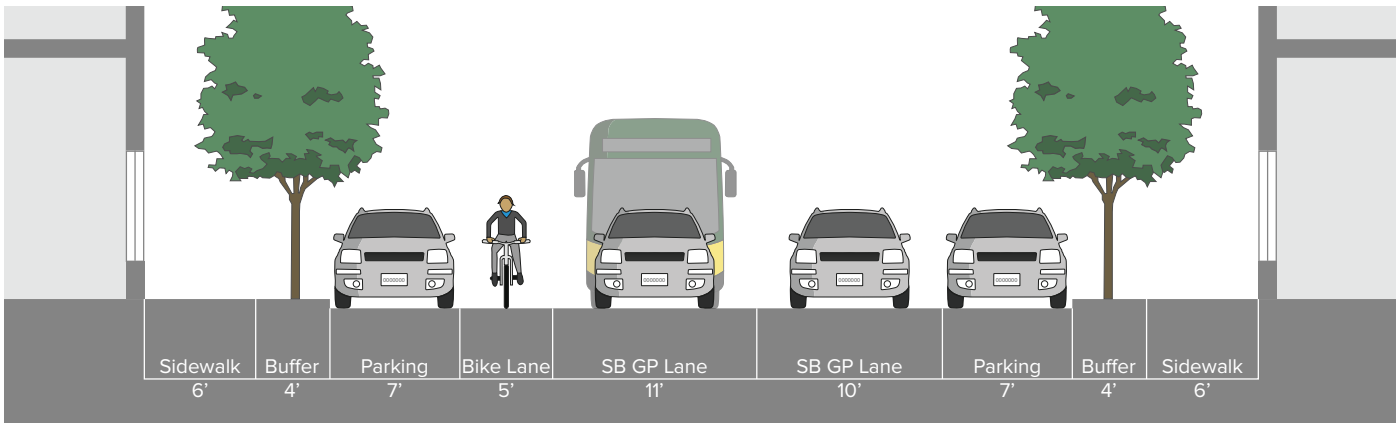 Sidewalk Buffer Parking Bike Lane SB GP Lane SB GP Lane Parking Buffer Sidewalk
6’ 4’ 7’ 5’ 11’ 10’ 7’ 4’ 6’